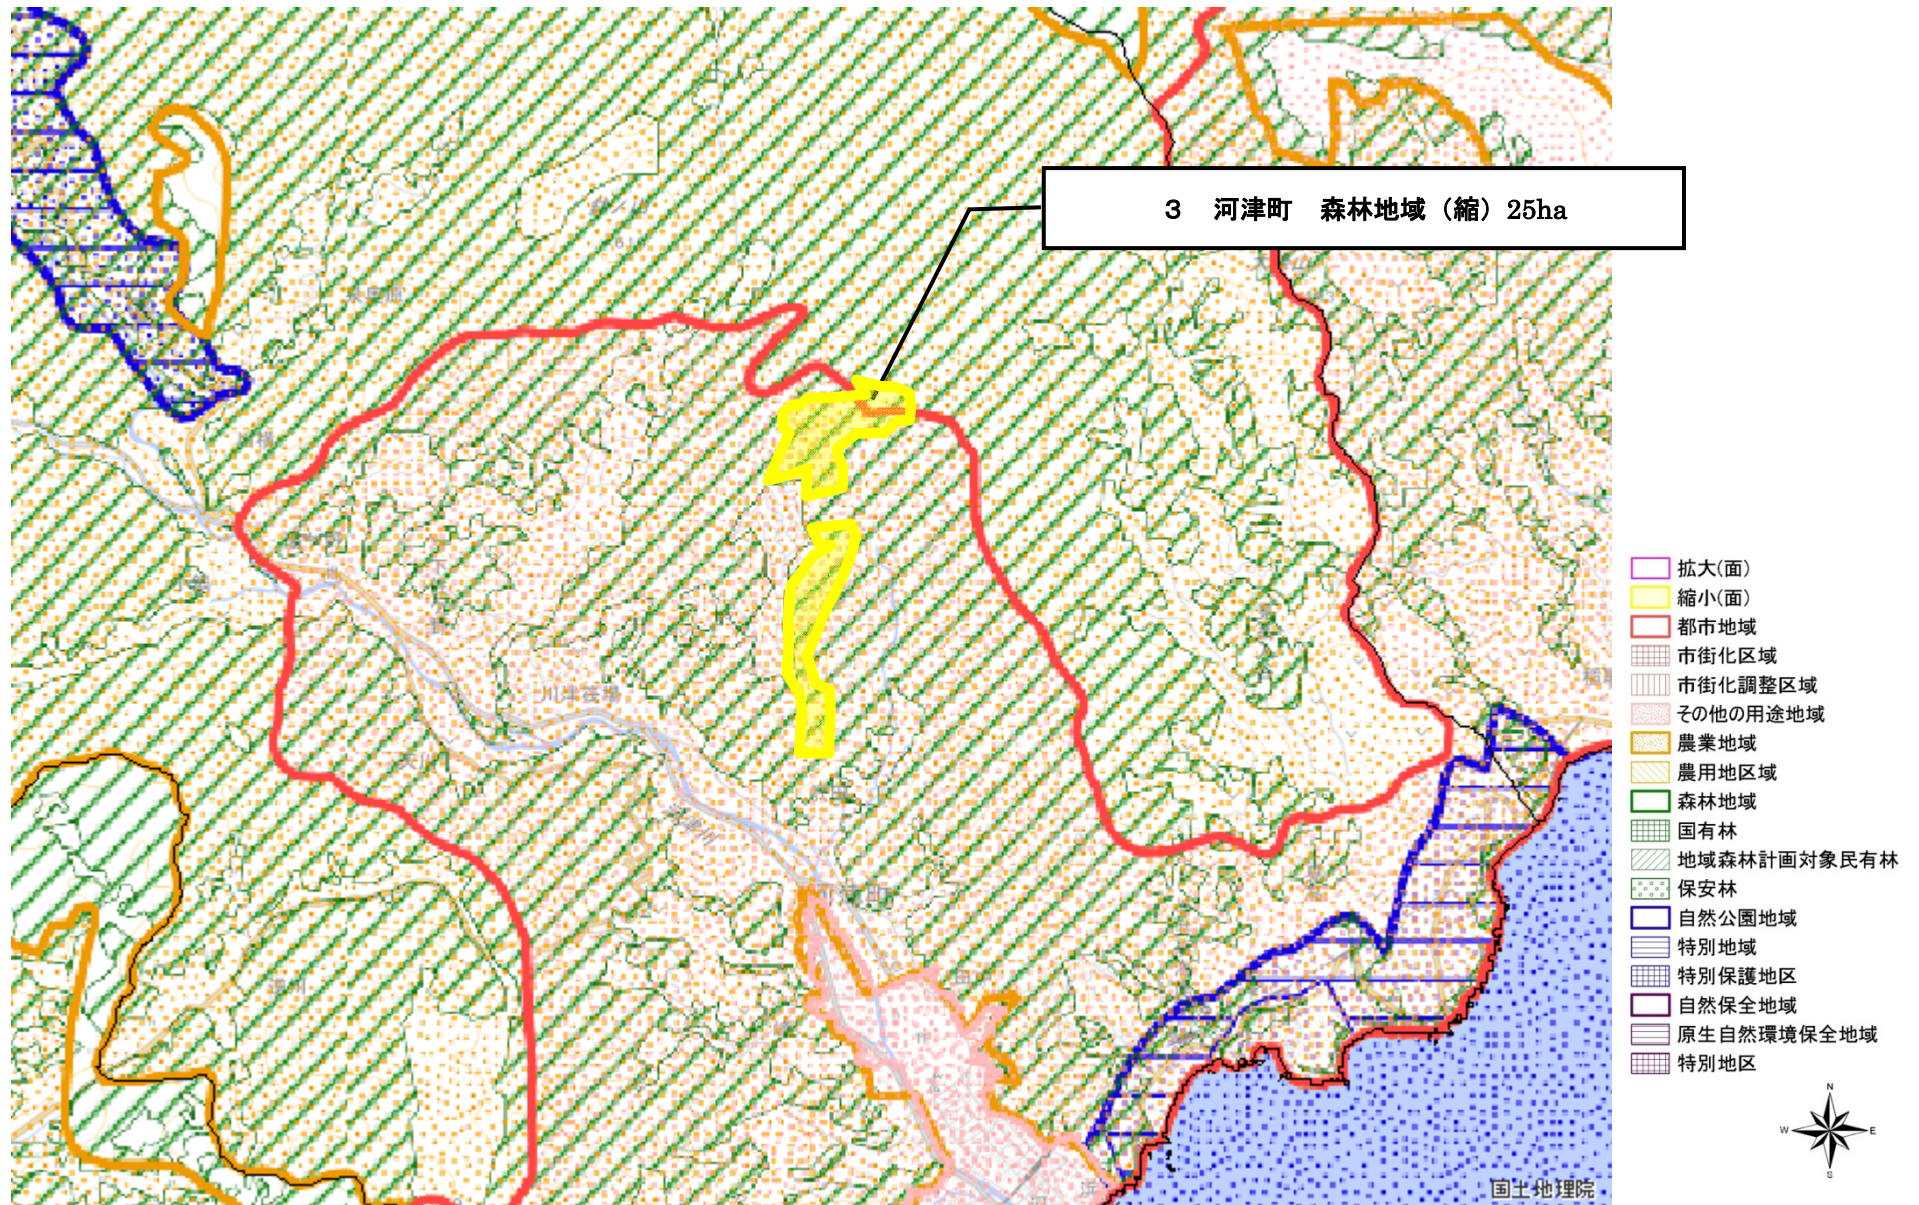 3　河津町　森林地域（縮）25ha
河津町
拡大(面)
縮小(面)
都市地域
市街化区域
市街化調整区域
その他の用途地域
農業地域
農用地区域
森林地域
国有林
地域森林計画対象民有林
保安林
自然公園地域
特別地域
特別保護地区
自然保全地域
原生自然環境保全地域
特別地区
N
W E
S
国土地理院